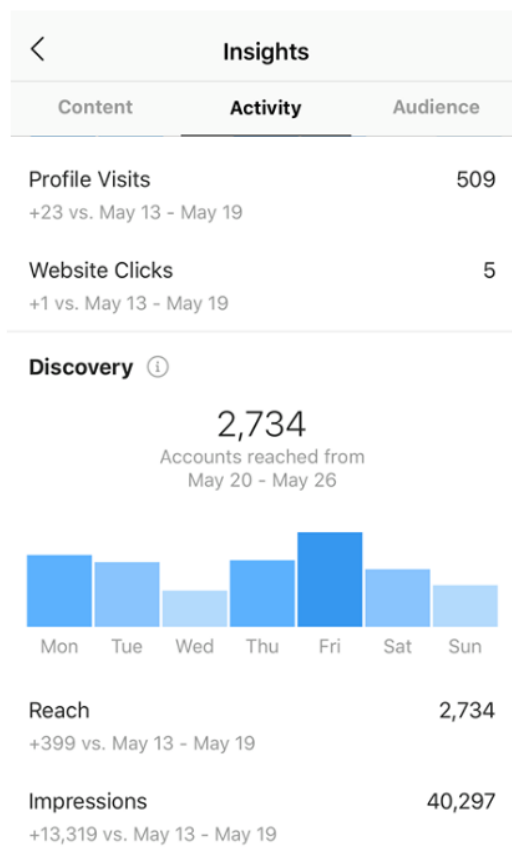 Insights
Content Activity Audience
Profile Visits 509
+23 vs. May 13 - May 19
Website Clicks 5
+1 vs. May 13 - May 19
Discovery
2,734
Accounts reached from
May 20 - May 26
Mon Tue Wed Thu Fri Sat Sun
Reach 2,734
+399 vs. May 13 - May 19
Impressions 40,297
+13,319 vs. May 13 - May 19